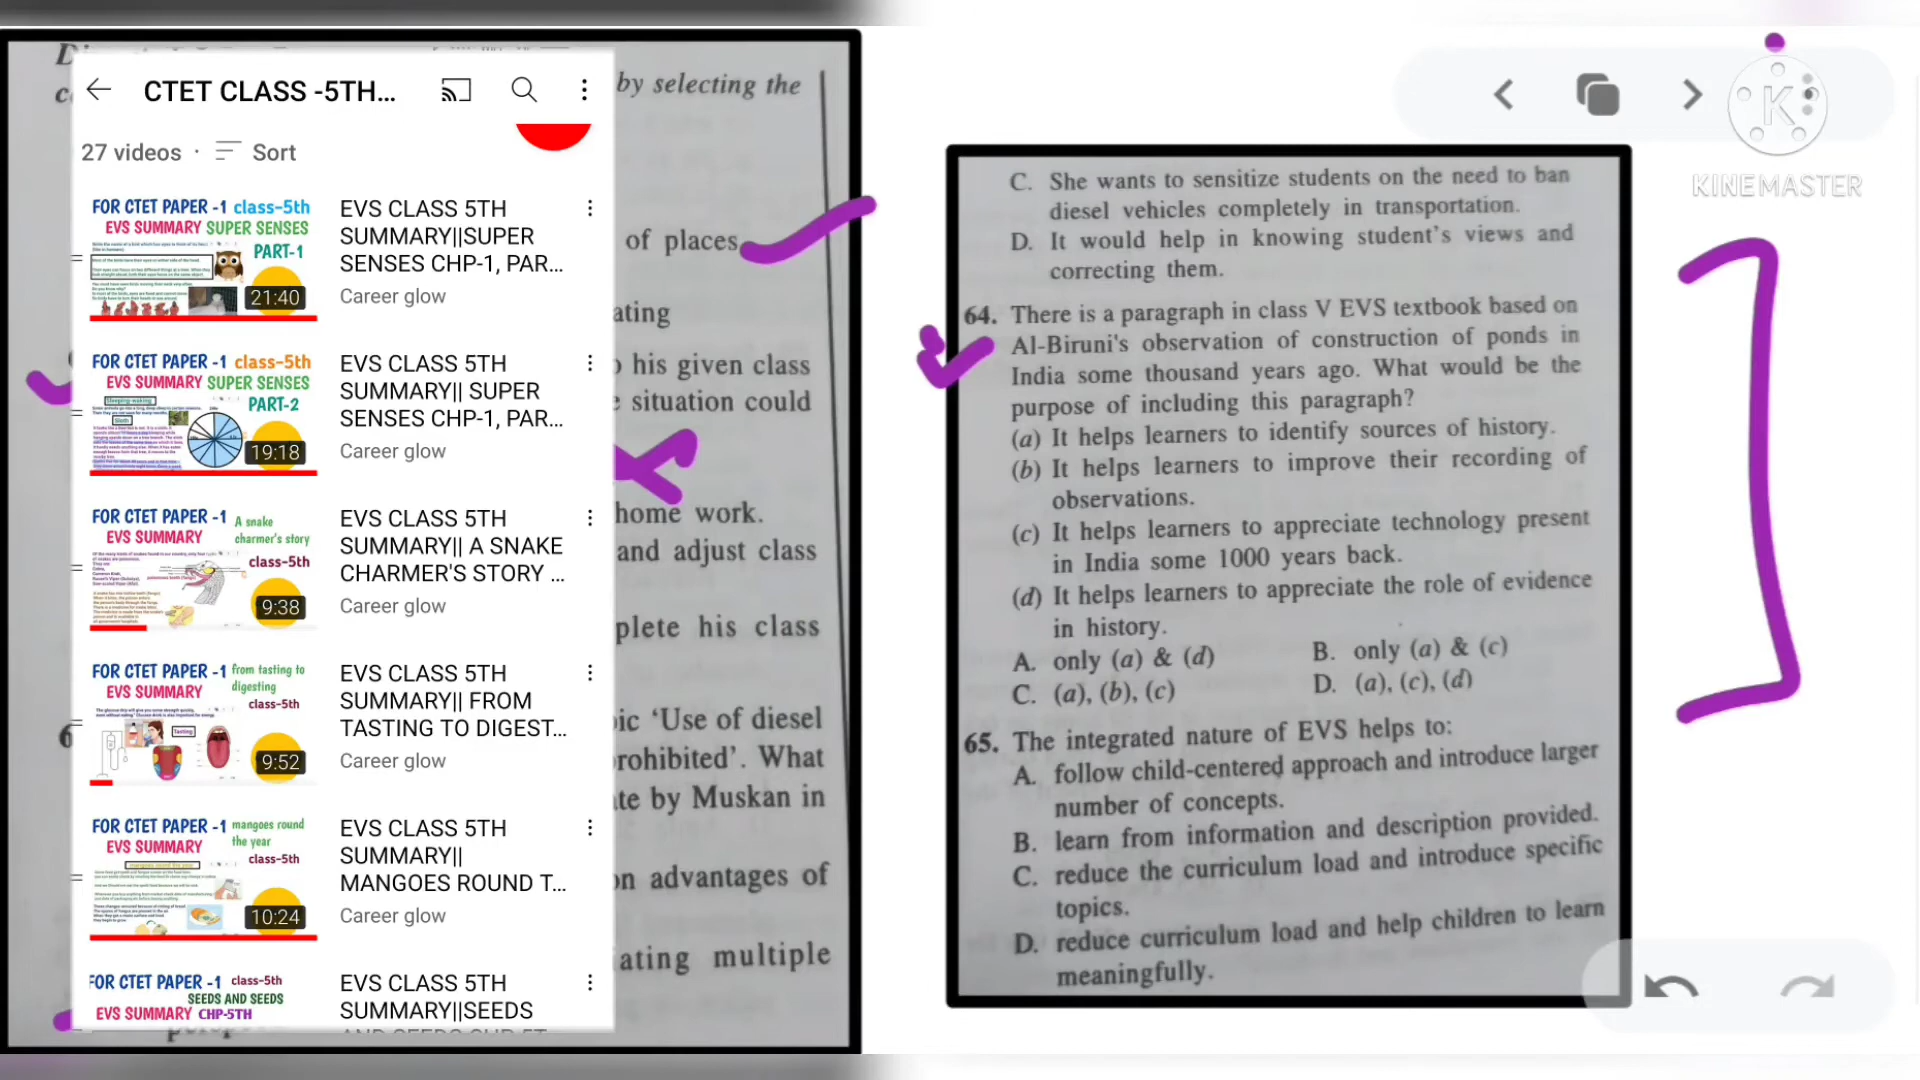 by selecting the
CTET CLASS -5TH...
27 videos · Sort
FOR CTET PAPER -1 class-5th
EVS SUMMARY SUPER SENSES
PART-1
21:40
EVS CLASS 5TH
SUMMARY||SUPER
SENSES CHP-1, PAR...
Career glow
FOR CTET PAPER -1 class-5th
EVS SUMMARY SUPER SENSES
PART-2
19:18
EVS CLASS 5TH
SUMMARY|| SUPER
SENSES CHP-1, PAR...
Career glow
FOR CTET PAPER -1 A snake
EVS SUMMARY charmer's story
class-5th
9:38
EVS CLASS 5TH
SUMMARY|| A SNAKE
CHARMER'S STORY ...
Career glow
FOR CTET PAPER -1 from tasting to
EVS SUMMARY digesting
class-5th
Tasting
9:52
EVS CLASS 5TH
SUMMARY|| FROM
TASTING TO DIGEST...
Career glow
FOR CTET PAPER -1 mangoes round
EVS SUMMARY the year
class-5th
10:24
EVS CLASS 5TH
SUMMARY||
MANGOES ROUND T...
Career glow
FOR CTET PAPER -1 class-5th
SEEDS AND SEEDS
EVS SUMMARY CHP-5TH
EVS CLASS 5TH
SUMMARY||SEEDS
of places
his given class
situation could
home work.
and adjust class
his class
'Use of diesel
What
by Muskan in
advantages of
multiple
C. She wants to sensitize students on the need to ban
diesel vehicles completely in transportation.
D. It would help in knowing student's views and
correcting them.
64. There is a paragraph in class V EVS textbook based on
Al-Biruni's observation of construction of ponds in
India some thousand years ago. What would be the
purpose of including this paragraph?
(a) It helps learners to identify sources of history.
(b) It helps learners to improve their recording of
observations.
(c) It helps learners to appreciate technology present
in India some 1000 years back.
(d) It helps learners to appreciate the role of evidence
in history.
A. only (a) & (d) B. only (a) & (c)
C. (a), (b), (c) D. (a), (c), (d)
65. The integrated nature of EVS helps to:
A. follow child-centered approach and introduce larger
number of concepts.
B. learn from information and description provided.
C. reduce the curriculum load and introduce specific
topics.
D. reduce curriculum load and help children to learn
meaningfully.
K
KINEMASTER